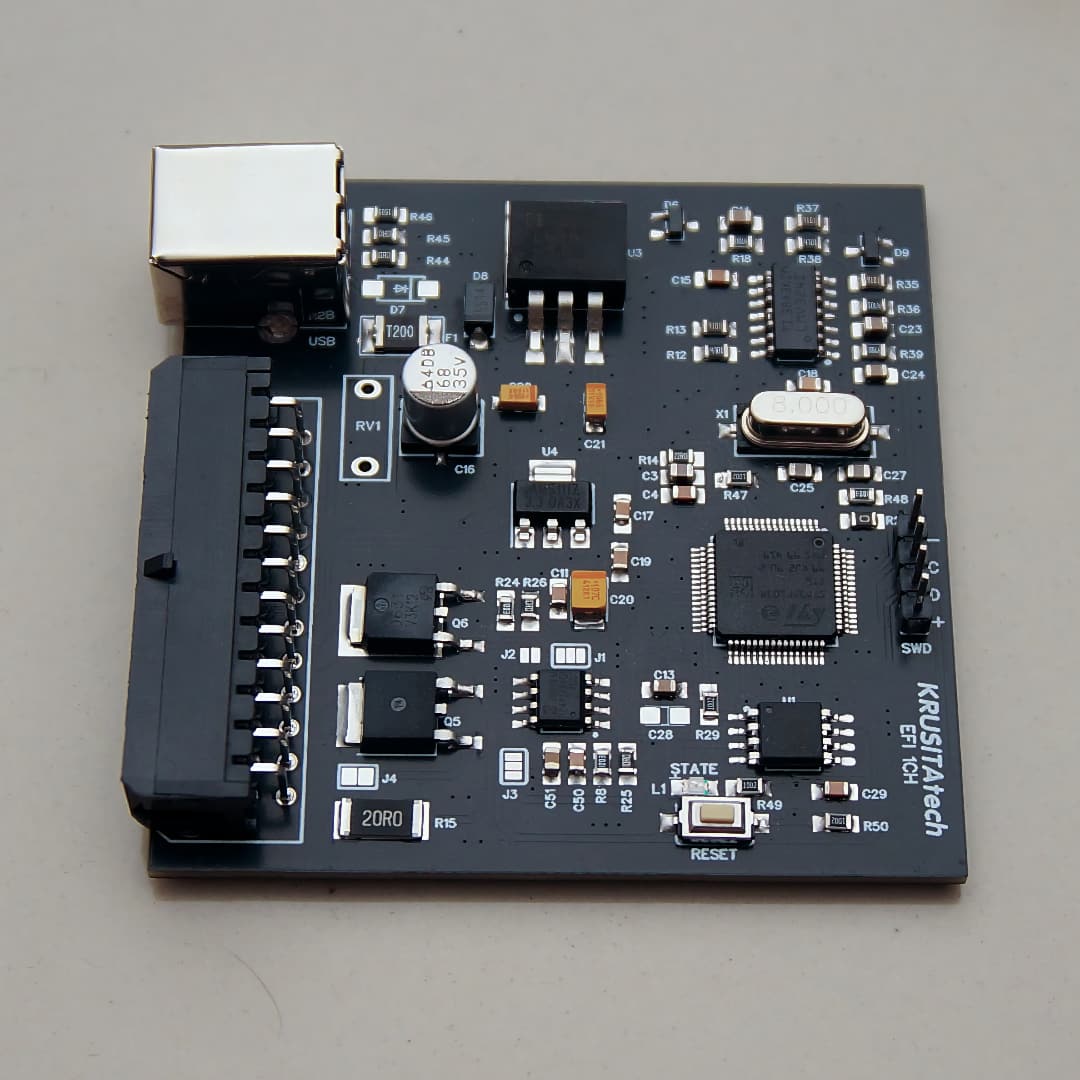 R46
R45
R44
D7
USB
T200
F1
D8
U3
R18
R37
R38
D9
C15
R13
R12
R35
R36
C23
R39
C24
C18
64DB
68
35V
RV1
C16
C21
X1
8.000
U4
R14
C3
C4
R47
C25
C27
R48
C17
C19
C11
C20
R24
R26
Q6
J2
J1
SWD
C
D
+
Q5
C13
C28
R29
J4
J3
C51
C50
R8
R25
STATE
L1
R49
C29
R50
20R0
R15
RESET
KRUSITAtech
EFI 1CH